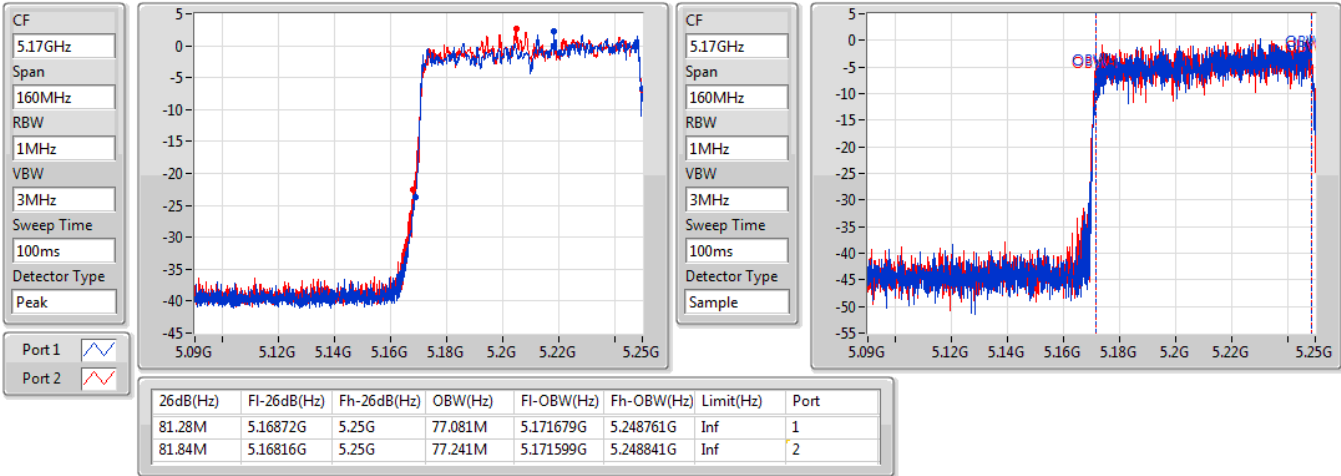 CF
5.17GHz
Span
160MHz
RBW
1MHz
VBW
3MHz
Sweep Time
100ms
Detector Type
Peak
Port 1
Port 2
5
0
-5
-10
-15
-20
-25
-30
-35
-40
-45
5.09G 5.12G 5.14G 5.16G 5.18G 5.2G 5.22G 5.25G
CF
5.17GHz
Span
160MHz
RBW
1MHz
VBW
3MHz
Sweep Time
100ms
Detector Type
Sample
5
0
-5
-10
-15
-20
-25
-30
-35
-40
-45
-50
-55
5.09G 5.12G 5.14G 5.16G 5.18G 5.2G 5.22G 5.25G
26dB(Hz) Fl-26dB(Hz) Fh-26dB(Hz) OBW(Hz) Fl-OBW(Hz) Fh-OBW(Hz) Limit(Hz) Port
81.28M 5.16872G 5.25G 77.081M 5.171679G 5.248761G Inf 1
81.84M 5.16816G 5.25G 77.241M 5.171599G 5.248841G Inf 2